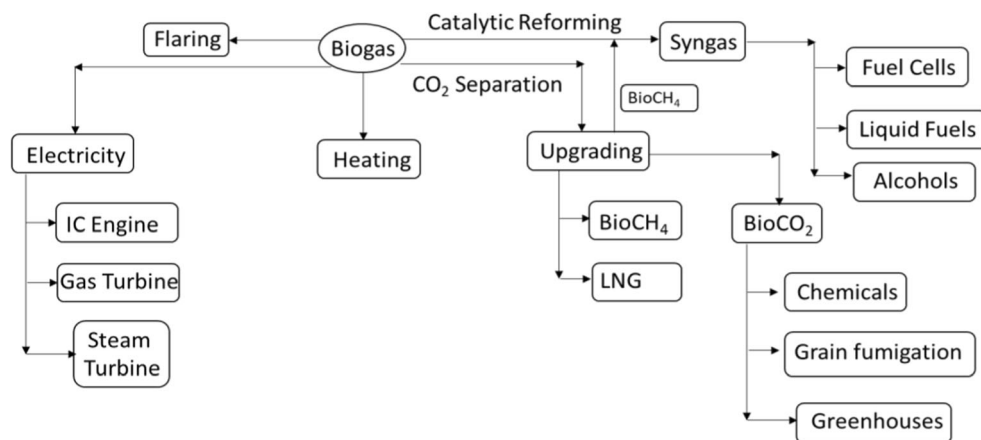 Catalytic Reforming
Flaring
Biogas
Syngas
CO₂ Separation
Fuel Cells
BioCH₄
Liquid Fuels
Electricity
Heating
Upgrading
Alcohols
IC Engine
BioCH₄
BioCO₂
Gas Turbine
LNG
Chemicals
Steam
Turbine
Grain fumigation
Greenhouses